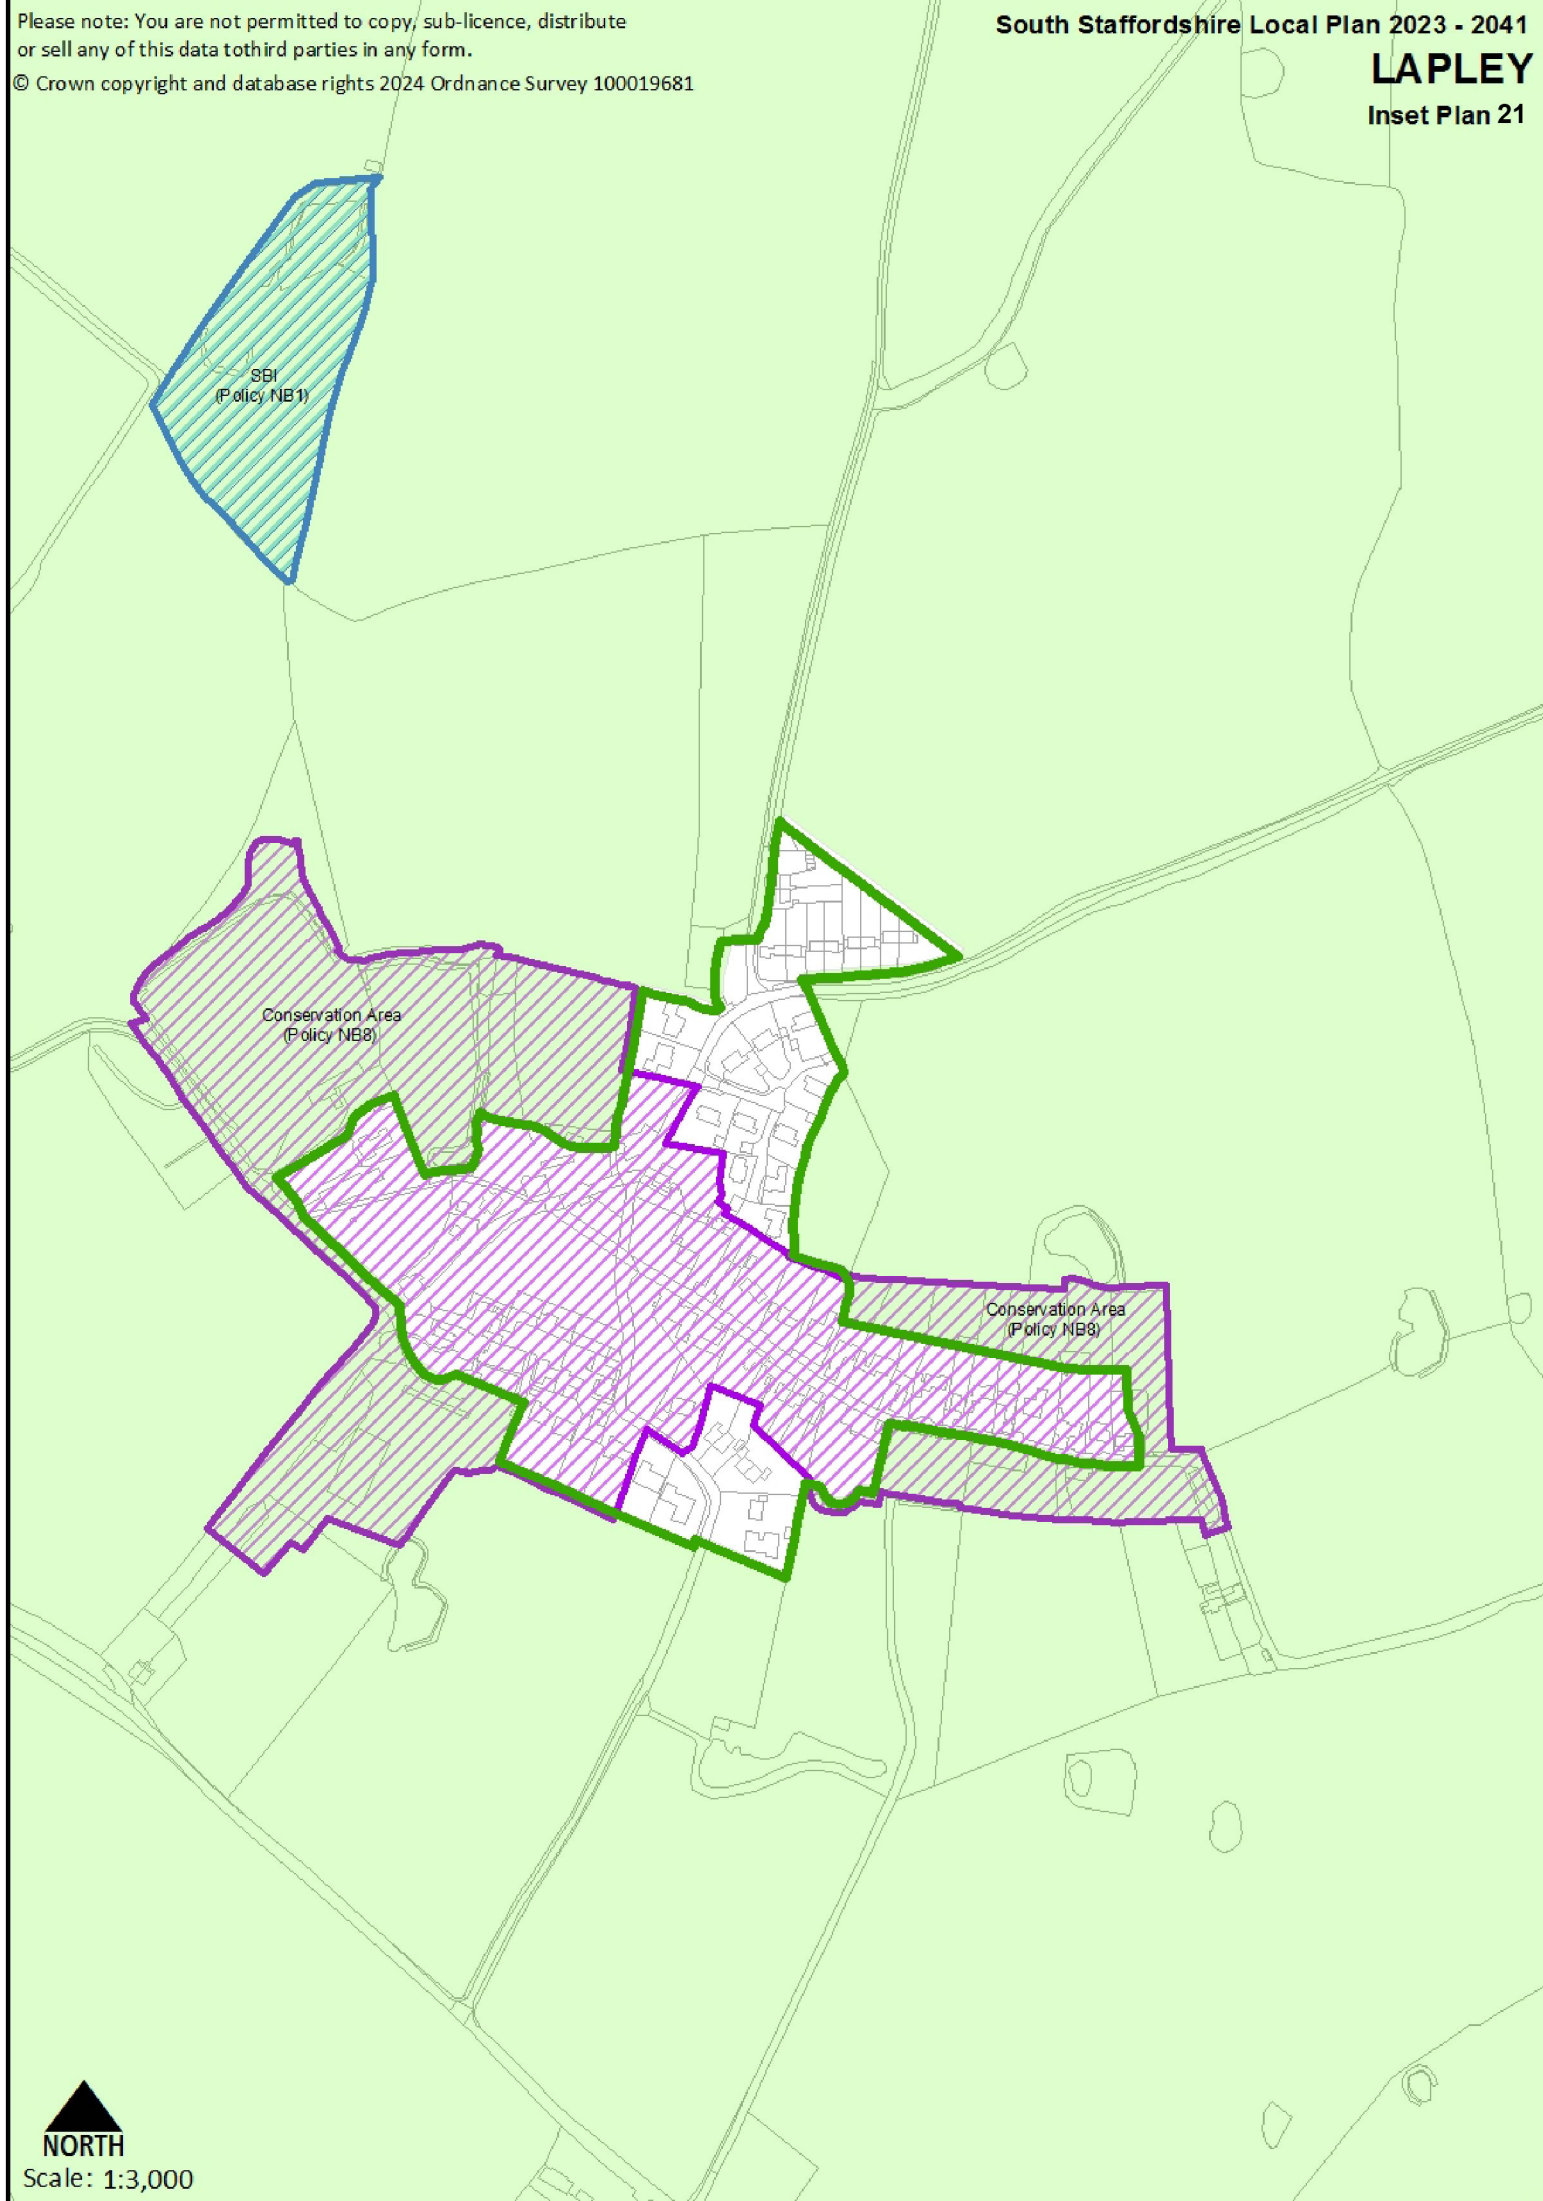 Please note: You are not permitted to copy, sub-licence, distribute
or sell any of this data tothird parties in any form.
© Crown copyright and database rights 2024 Ordnance Survey 100019681
South Staffordshire Local Plan 2023 - 2041
LAPLEY
Inset Plan 21
SBI
(Policy NB1)
Conservation Area
(Policy NB8)
Conservation Area
(Policy NB8)
NORTH
Scale: 1:3,000